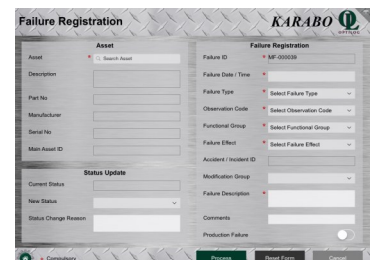 Failure Registration
KARABO
OPTILOG
Asset
Asset * Search Asset
Description
Part No
Manufacturer
Serial No
Main Asset ID
Status Update
Current Status
New Status
Status Change Reason
Failure Registration
Failure ID * MF-000039
Failure Date / Time *
Failure Type * Select Failure Type
Observation Code * Select Observation Code
Functional Group * Select Functional Group
Failure Effect * Select Failure Effect
Accident / Incident ID
Modification Group
Failure Description *
Comments
Production Failure
* Compulsory
Process
Reset Form
Cancel